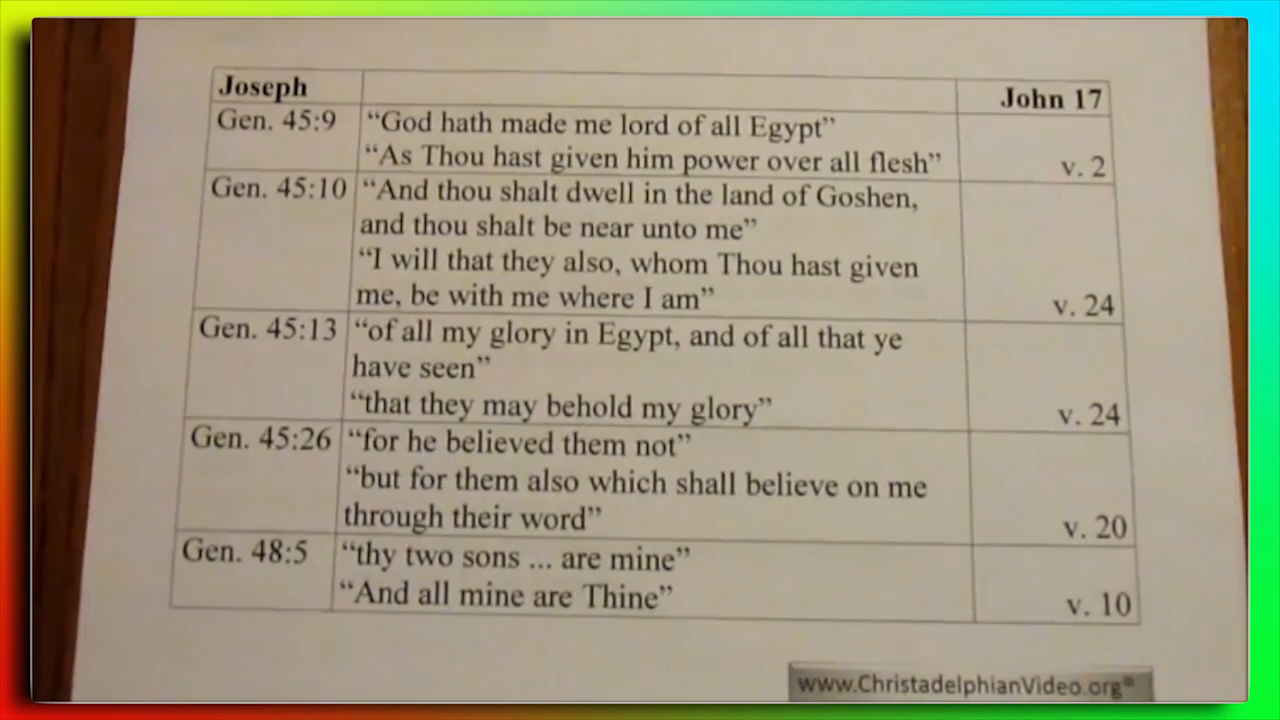 Joseph John 17
Gen. 45:9 “God hath made me lord of all Egypt”
“As Thou hast given him power over all flesh” v. 2
Gen. 45:10 “And thou shalt dwell in the land of Goshen,
and thou shalt be near unto me”
“I will that they also, whom Thou hast given
me, be with me where I am” v. 24
Gen. 45:13 “of all my glory in Egypt, and of all that ye
have seen”
“that they may behold my glory” v. 24
Gen. 45:26 “for he believed them not”
“but for them also which shall believe on me
through their word” v. 20
Gen. 48:5 “thy two sons ... are mine”
“And all mine are Thine” v. 10
www.ChristadelphianVideo.org®